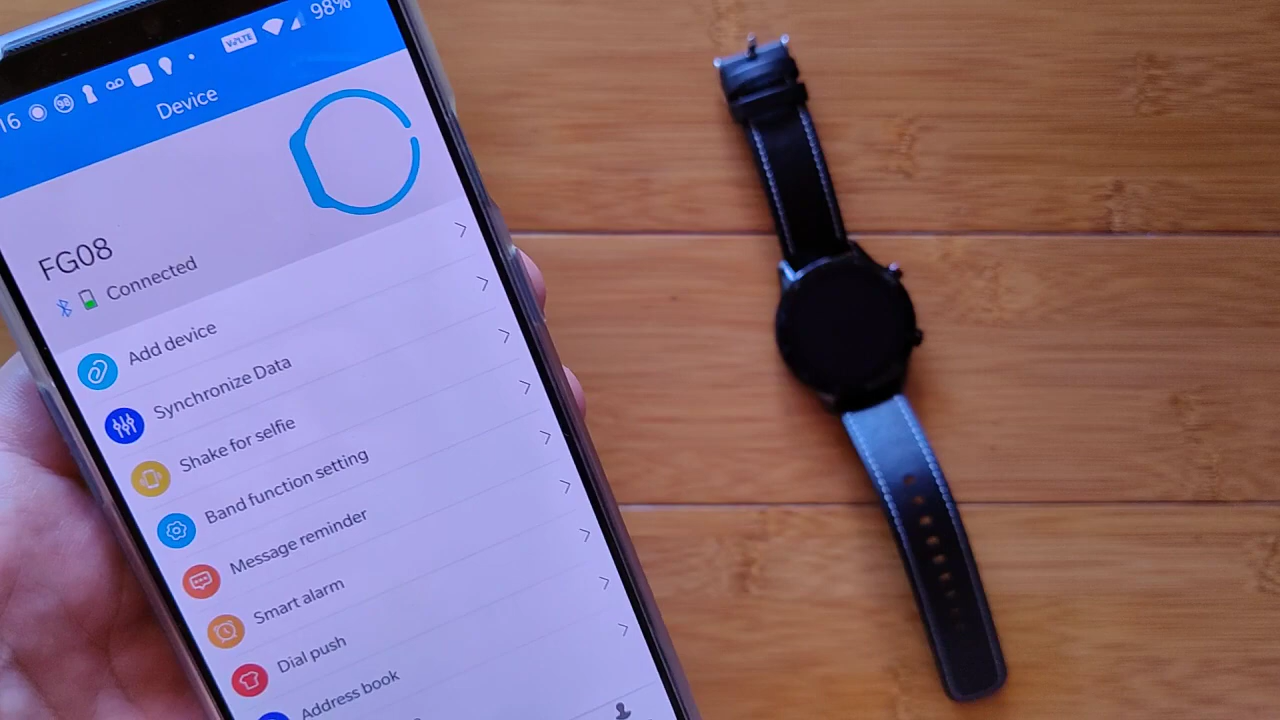 16 98 VoLTE 98%
Device
FG08
Connected
Add device
Synchronize Data
Shake for selfie
Band function setting
Message reminder
Smart alarm
Dial push
Address book